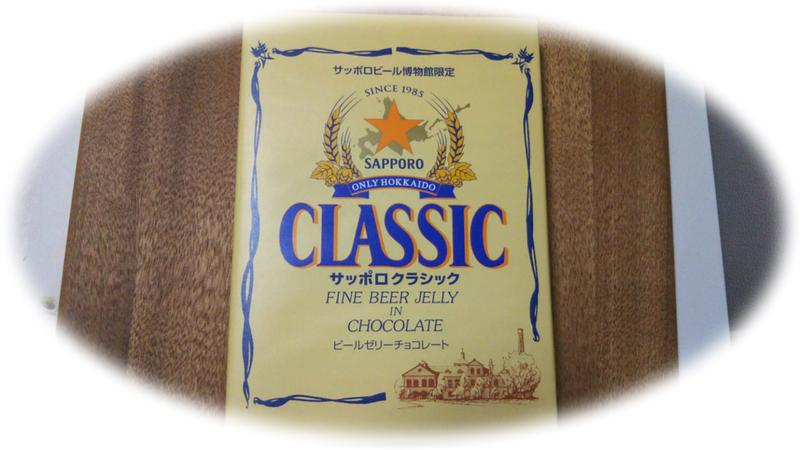 サッポロビール博物館限定
SINCE 1985
SAPPORO
ONLY HOKKAIDO
CLASSIC
サッポロ クラシック
FINE BEER JELLY
IN
CHOCOLATE
ビールゼリーチョコレート